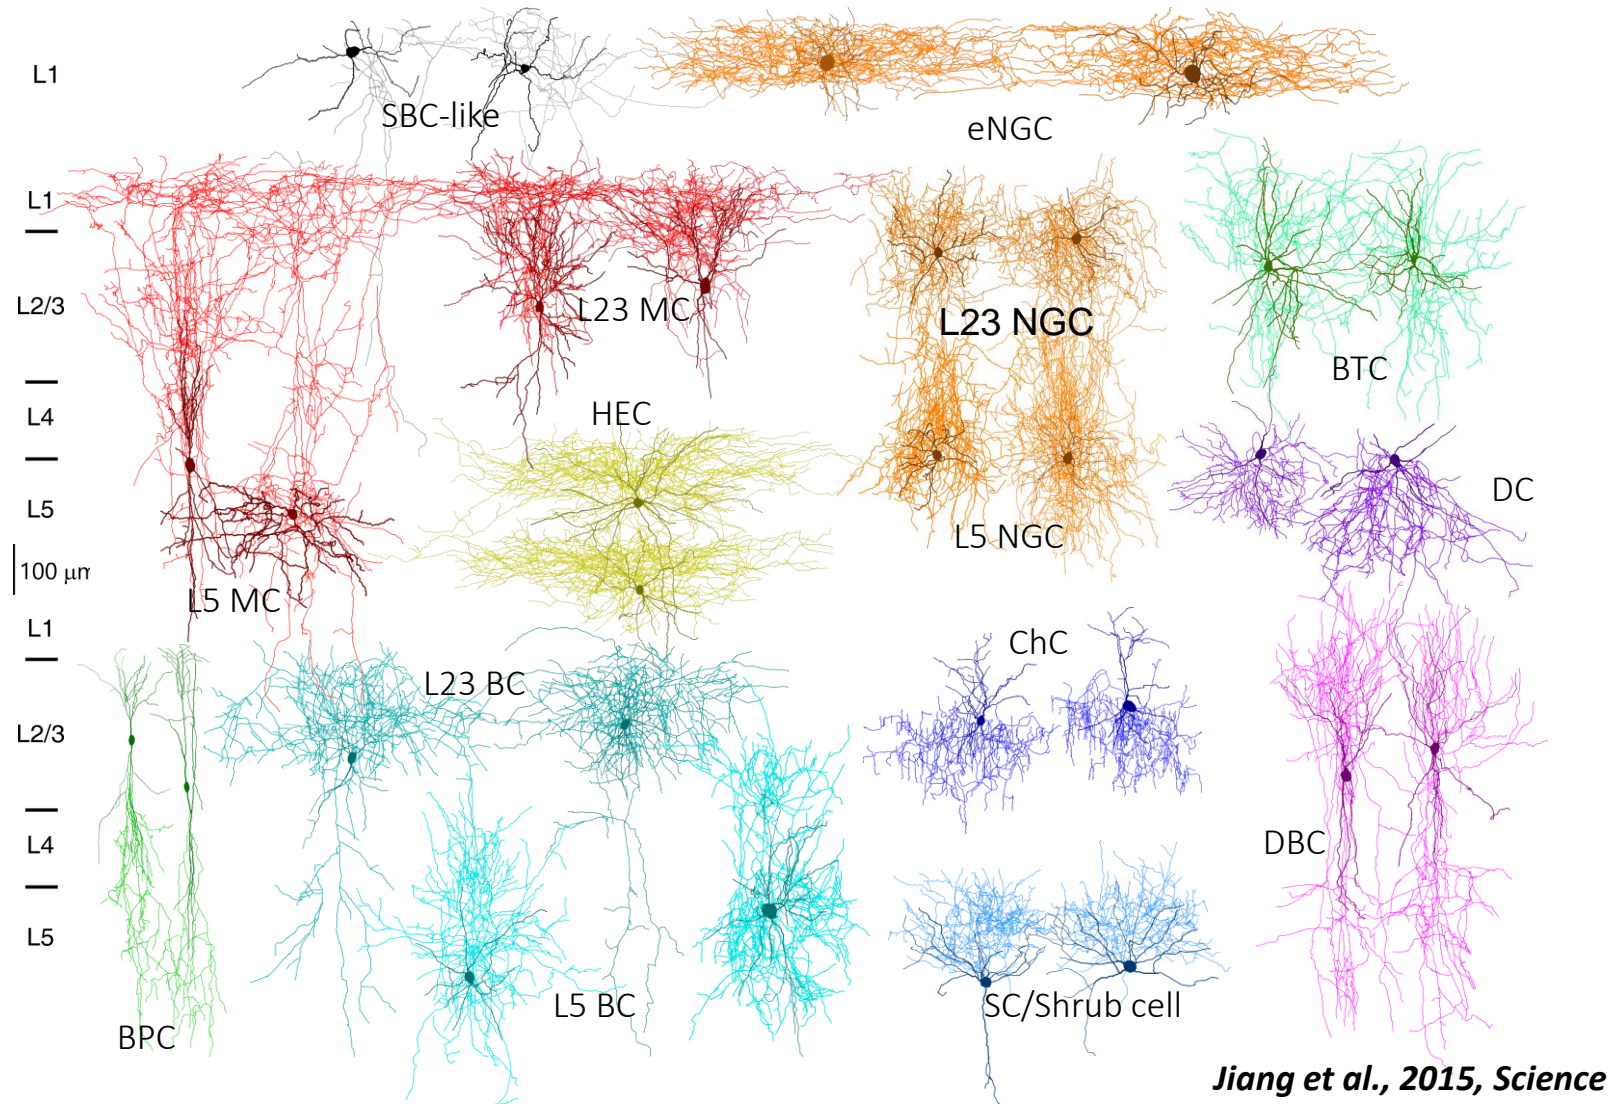 L1
SBC-like
eNGC
L1
L2/3
L23 MC
L23 NGC
BTC
HEC
L4
L5
DC
L5 NGC
100 μm
L5 MC
L1
ChC
L23 BC
L2/3
DBC
L4
L5
L5 BC
SC/Shrub cell
BPC
Jiang et al., 2015, Science